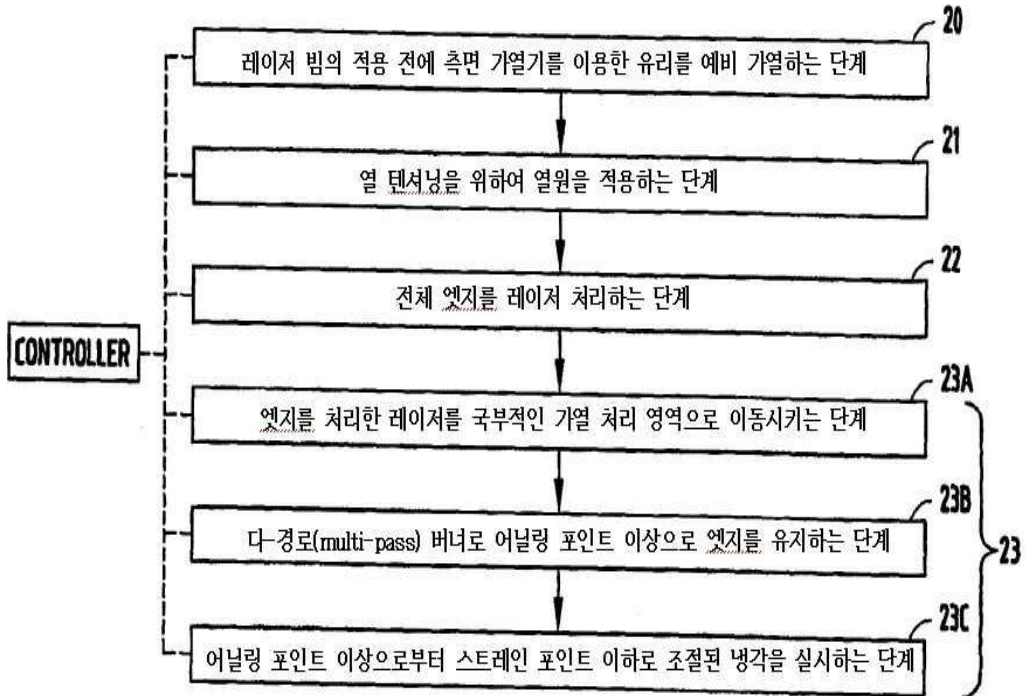 20
레이저 빔의 적용 전에 측면 가열기를 이용한 유리를 예비 가열하는 단계
21
열 텐셔닝을 위하여 열원을 적용하는 단계
22
전체 엣지를 레이저 처리하는 단계
CONTROLLER
23A
엣지를 처리한 레이저를 국부적인 가열 처리 영역으로 이동시키는 단계
23B
다-경로(multi-pass) 버너로 어닐링 포인트 이상으로 엣지를 유지하는 단계
23
23C
어닐링 포인트 이상으로부터 스트레인 포인트 이하로 조절된 냉각을 실시하는 단계